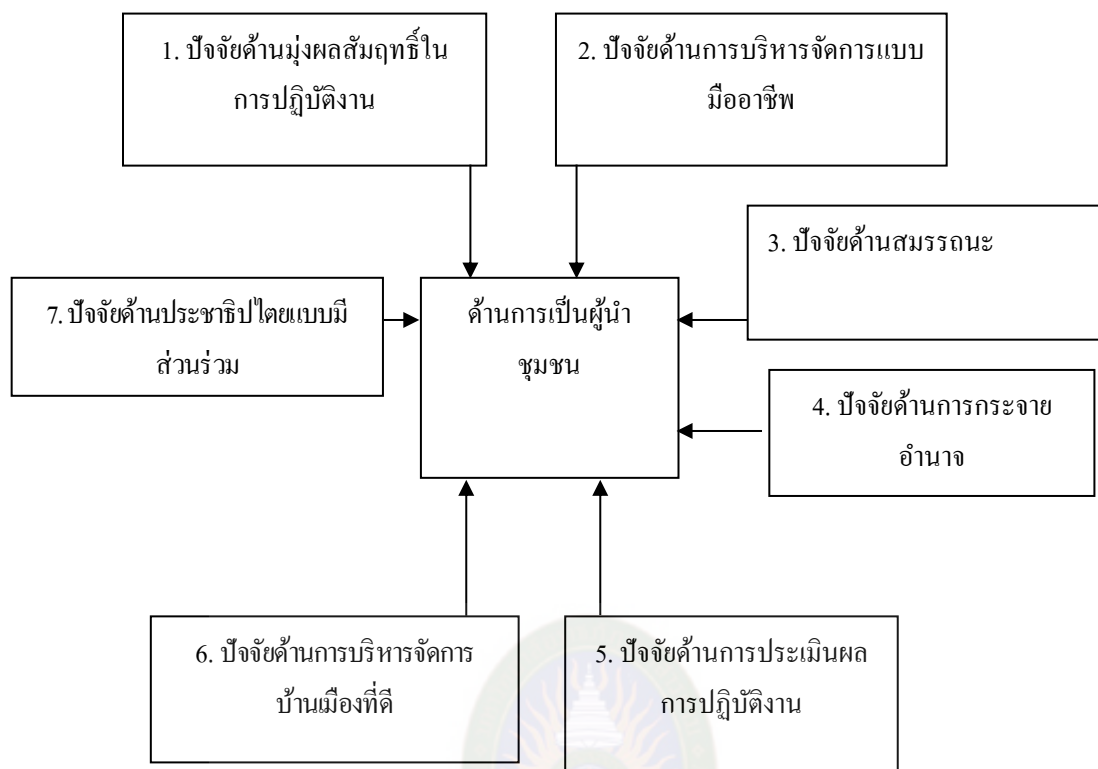 1. ปัจจัยด้านมุ่งผลสัมฤทธิ์ใน
การปฏิบัติงาน
2. ปัจจัยด้านการบริหารจัดการแบบ
มืออาชีพ
3. ปัจจัยด้านสมรรถนะ
4. ปัจจัยด้านการกระจาย
อำนาจ
5. ปัจจัยด้านการประเมินผล
การปฏิบัติงาน
6. ปัจจัยด้านการบริหารจัดการ
บ้านเมืองที่ดี
7. ปัจจัยด้านประชาธิปไตยแบบมี
ส่วนร่วม
ด้านการเป็นผู้นำ
ชุมชน